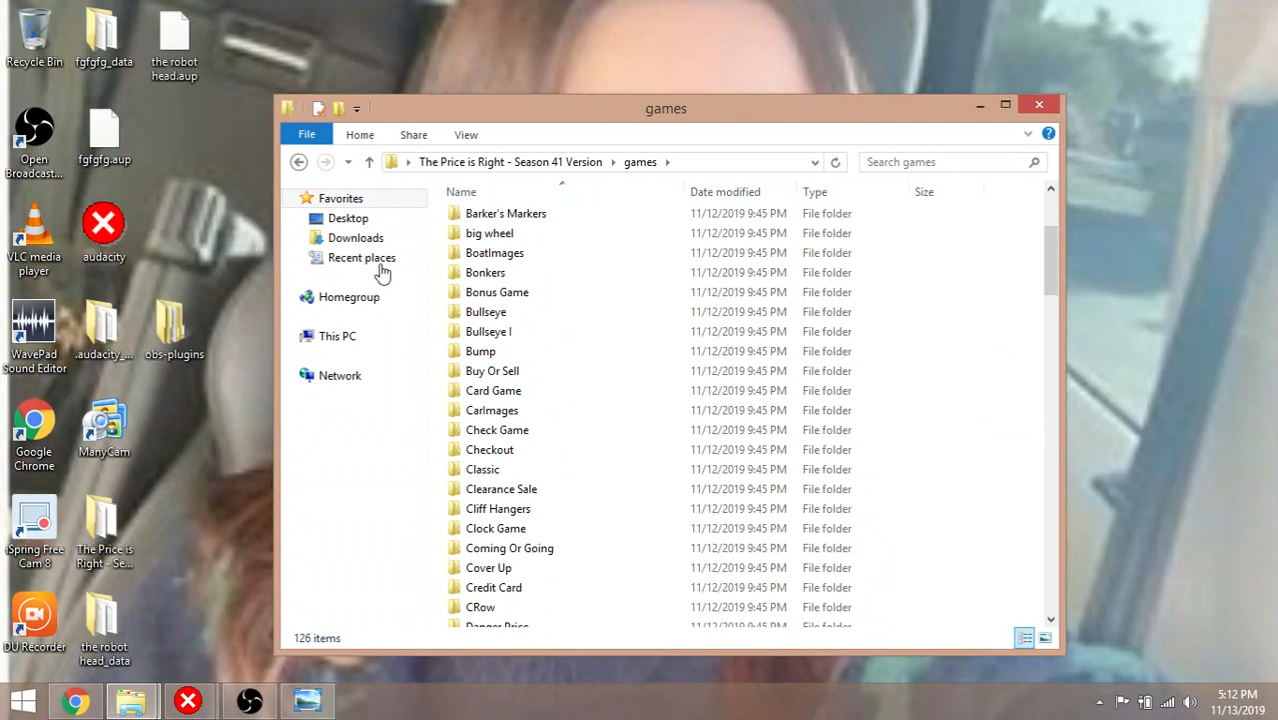 Recycle Bin
fgfgfg_data
the robot
head.aup
Open
Broadcast...
fgfgfg.aup
VLC media
player
audacity
WavePad
Sound Editor
.audacity_...
obs-plugins
Google
Chrome
ManyCam
iSpring Free
Cam 8
The Price is
Right - Se...
DU Recorder
the robot
head_data
games
File Home Share View
The Price is Right - Season 41 Version games
Search games
Favorites
Desktop
Downloads
Recent places
Homegroup
This PC
Network
Name Date modified Type Size
Barker's Markers 11/12/2019 9:45 PM File folder
big wheel 11/12/2019 9:45 PM File folder
BoatImages 11/12/2019 9:45 PM File folder
Bonkers 11/12/2019 9:45 PM File folder
Bonus Game 11/12/2019 9:45 PM File folder
Bullseye 11/12/2019 9:45 PM File folder
Bullseye I 11/12/2019 9:45 PM File folder
Bump 11/12/2019 9:45 PM File folder
Buy Or Sell 11/12/2019 9:45 PM File folder
Card Game 11/12/2019 9:45 PM File folder
CarImages 11/12/2019 9:45 PM File folder
Check Game 11/12/2019 9:45 PM File folder
Checkout 11/12/2019 9:45 PM File folder
Classic 11/12/2019 9:45 PM File folder
Clearance Sale 11/12/2019 9:45 PM File folder
Cliff Hangers 11/12/2019 9:45 PM File folder
Clock Game 11/12/2019 9:45 PM File folder
Coming Or Going 11/12/2019 9:45 PM File folder
Cover Up 11/12/2019 9:45 PM File folder
Credit Card 11/12/2019 9:45 PM File folder
CRow 11/12/2019 9:45 PM File folder
Danger Price 11/12/2019 9:45 PM File folder
126 items
5:12 PM
11/13/2019